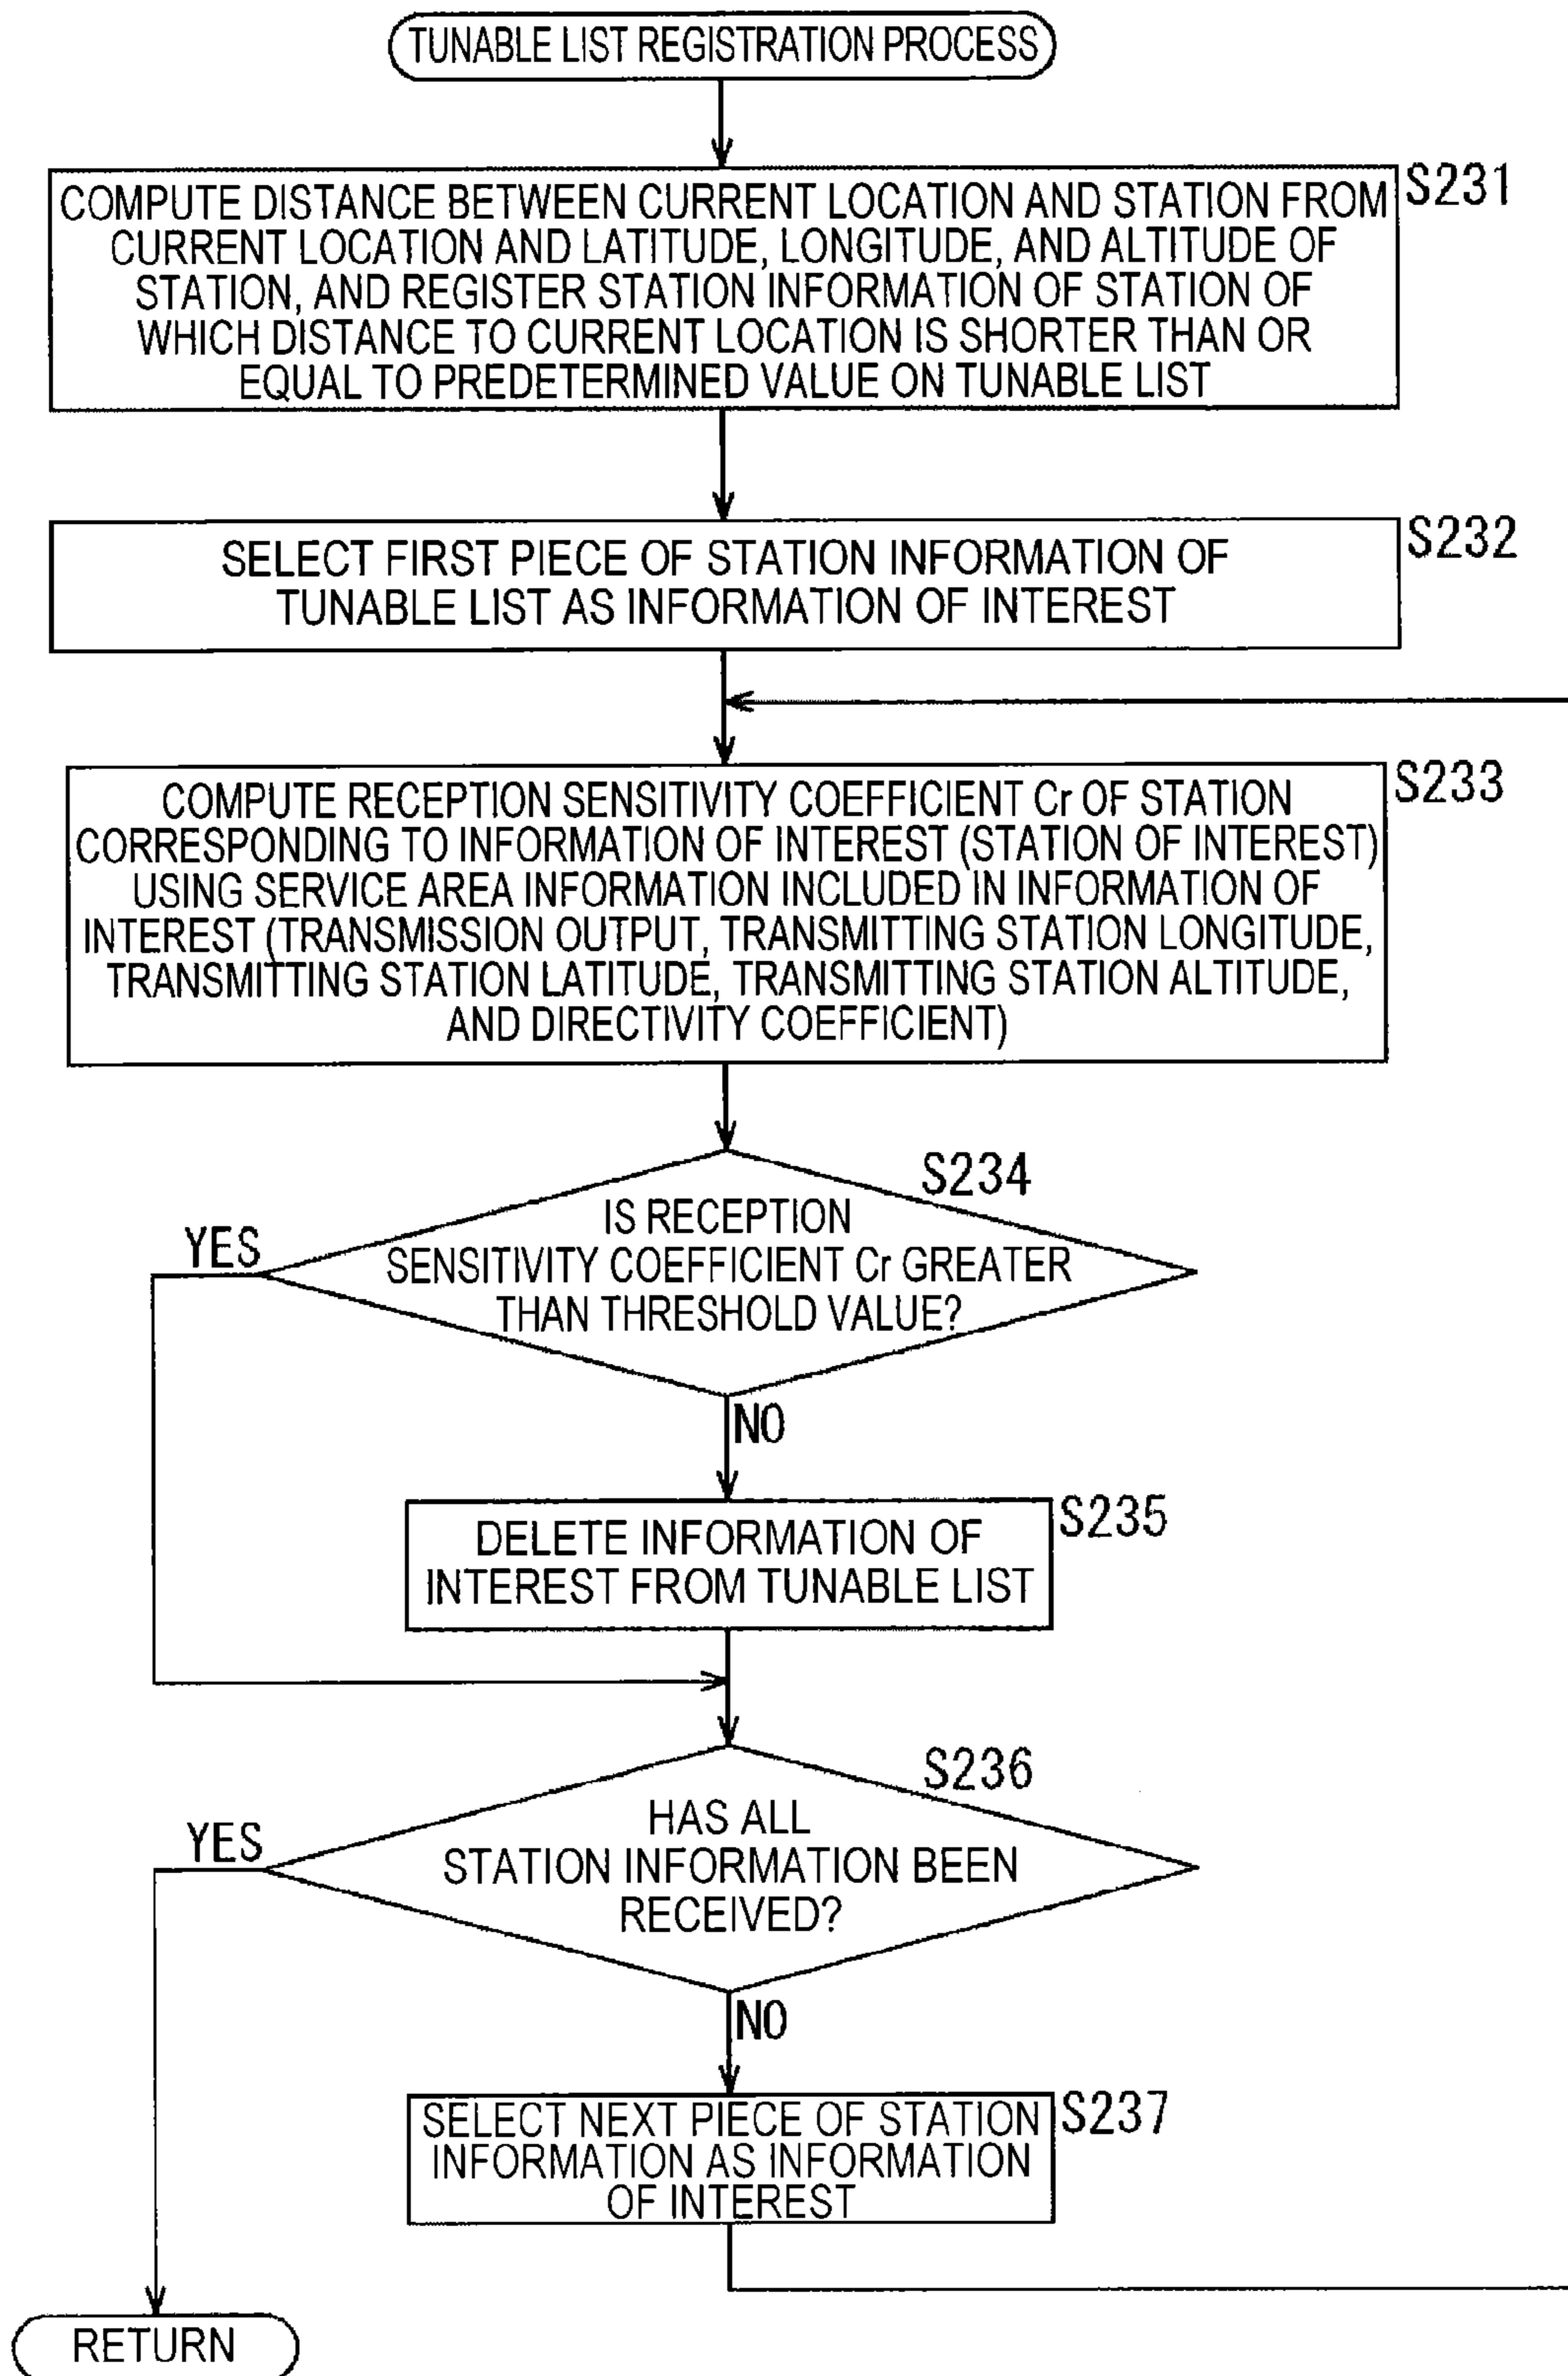 TUNABLE LIST REGISTRATION PROCESS
S231
COMPUTE DISTANCE BETWEEN CURRENT LOCATION AND STATION FROM
CURRENT LOCATION AND LATITUDE, LONGITUDE, AND ALTITUDE OF
STATION, AND REGISTER STATION INFORMATION OF STATION OF
WHICH DISTANCE TO CURRENT LOCATION IS SHORTER THAN OR
EQUAL TO PREDETERMINED VALUE ON TUNABLE LIST
S232
SELECT FIRST PIECE OF STATION INFORMATION OF
TUNABLE LIST AS INFORMATION OF INTEREST
S233
COMPUTE RECEPTION SENSITIVITY COEFFICIENT Cr OF STATION
CORRESPONDING TO INFORMATION OF INTEREST (STATION OF INTEREST)
USING SERVICE AREA INFORMATION INCLUDED IN INFORMATION OF
INTEREST (TRANSMISSION OUTPUT, TRANSMITTING STATION LONGITUDE,
TRANSMITTING STATION LATITUDE, TRANSMITTING STATION ALTITUDE,
AND DIRECTIVITY COEFFICIENT)
S234
IS RECEPTION
SENSITIVITY COEFFICIENT Cr GREATER
THAN THRESHOLD VALUE?
YES
NO
S235
DELETE INFORMATION OF
INTEREST FROM TUNABLE LIST
S236
HAS ALL
STATION INFORMATION BEEN
RECEIVED?
YES
NO
S237
SELECT NEXT PIECE OF STATION
INFORMATION AS INFORMATION
OF INTEREST
RETURN